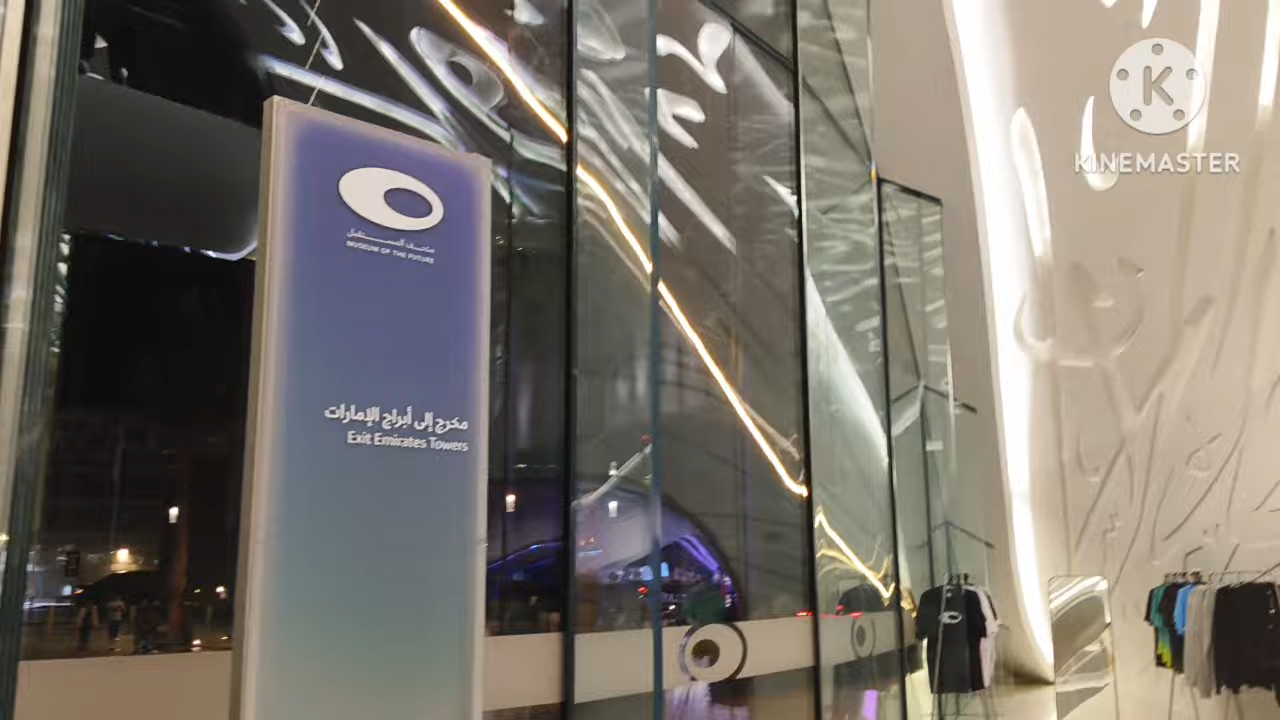 متحف المستقبل
MUSEUM OF THE FUTURE
مخرج إلى أبراج الإمارات
Exit Emirates Towers
K
KINEMASTER